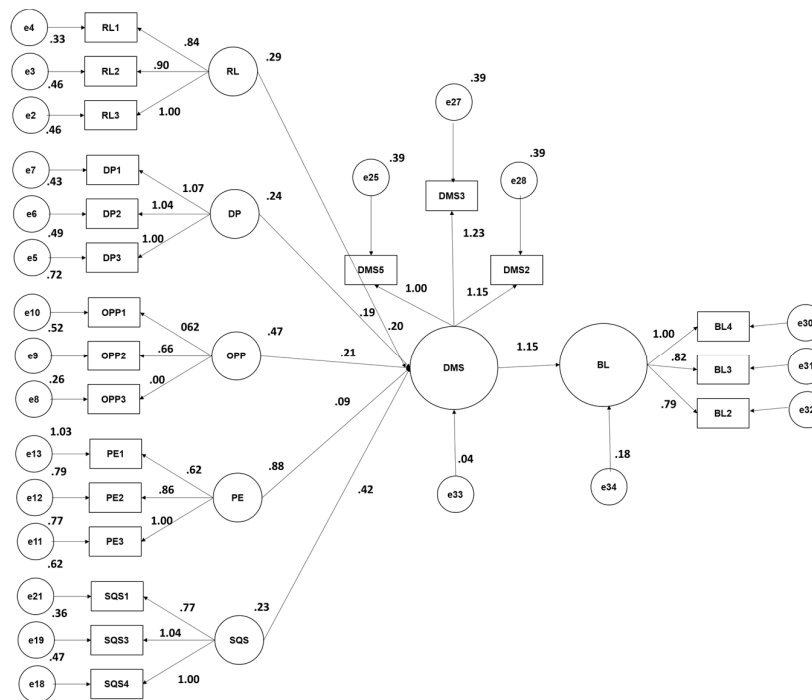 e4
.33
RL1
.84
e3
.46
RL2
.90
e2
.46
RL3
1.00
RL
.29
e7
.43
DP1
1.07
e6
.49
DP2
1.04
e5
.72
DP3
1.00
DP
.24
e10
.52
OPP1
062
e9
OPP2
.66
e8
.26
OPP3
.00
OPP
.47
1.03
e13
.79
PE1
.62
e12
.77
PE2
.86
e11
.62
PE3
1.00
PE
.88
e21
.36
SQS1
.77
e19
.47
SQS3
1.04
e18
SQS4
1.00
SQS
.23
.19
.20
.21
.09
.42
.39
e27
.39
e25
.39
e28
DMS3
DMS5
DMS2
1.00
1.23
1.15
DMS
1.15
BL
.04
e33
.18
e34
1.00
BL4
e30
.82
BL3
e31
.79
BL2
e32